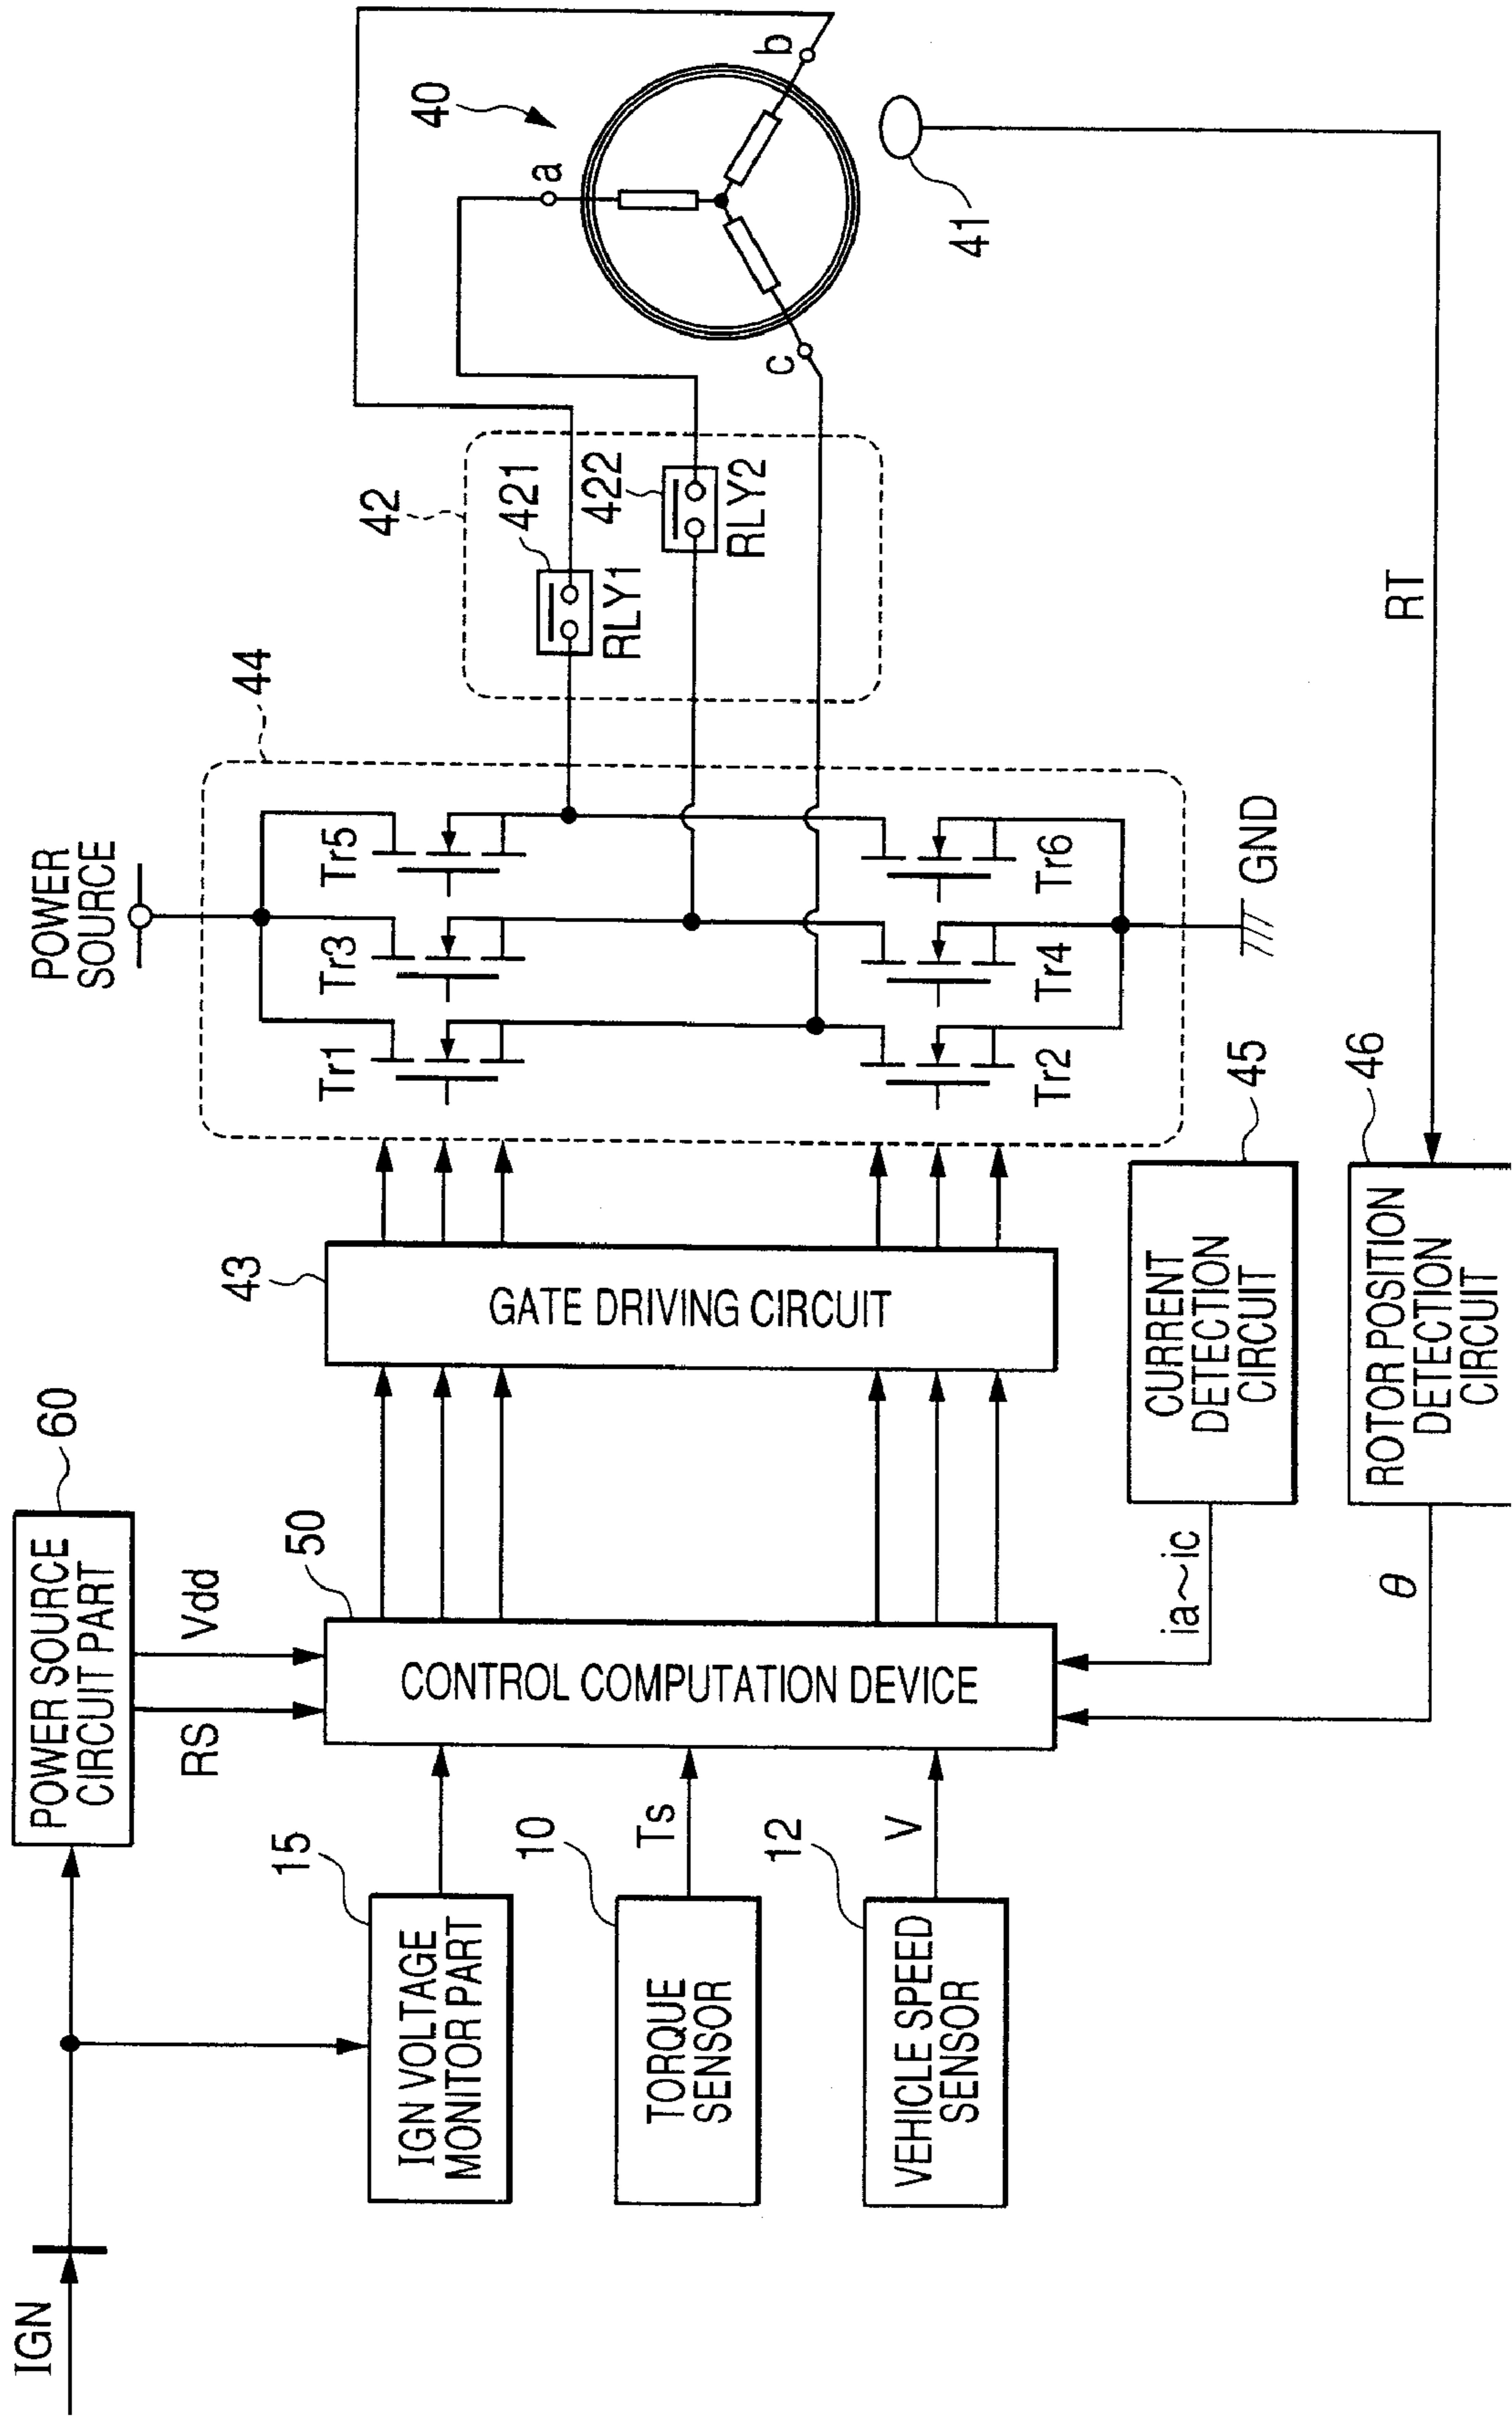 IGN
POWER SOURCE
CIRCUIT PART
60
RS
Vdd
15
IGN VOLTAGE
MONITOR PART
10
TORQUE
SENSOR
Ts
12
VEHICLE SPEED
SENSOR
V
50
CONTROL COMPUTATION DEVICE
43
GATE DRIVING CIRCUIT
POWER
SOURCE
44
Tr1
Tr3
Tr5
Tr2
Tr4
Tr6
GND
42
421
RLY1
422
RLY2
40
a
b
c
41
RT
ia~ic
CURRENT
DETECTION
CIRCUIT
45
θ
ROTOR POSITION
DETECTION
CIRCUIT
46